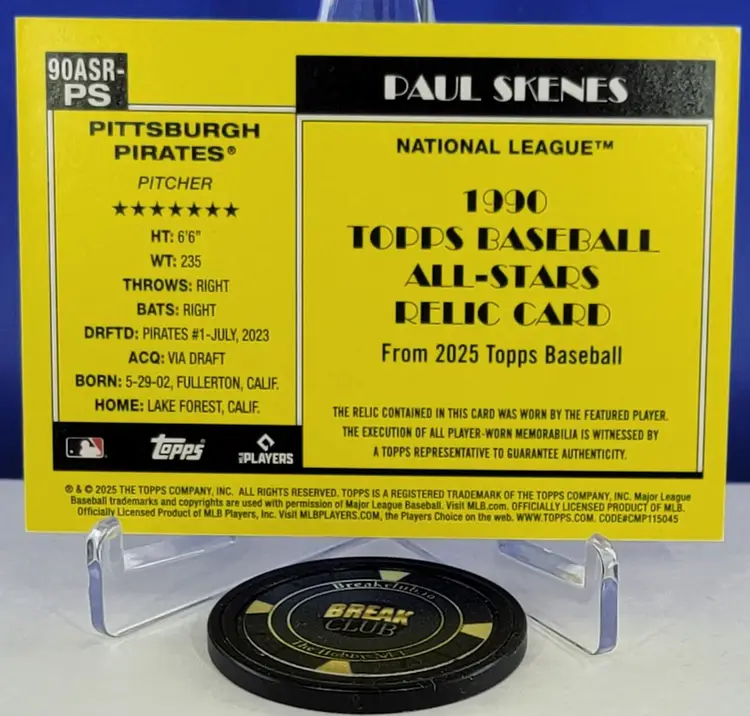 90ASR-
PS
PAUL SKENES
PITTSBURGH
PIRATES®
PITCHER
HT: 6'6"
WT: 235
THROWS: RIGHT
BATS: RIGHT
DRFTD: PIRATES #1-JULY, 2023
ACQ: VIA DRAFT
BORN: 5-29-02, FULLERTON, CALIF.
HOME: LAKE FOREST, CALIF.
NATIONAL LEAGUE™
1990
TOPPS BASEBALL
ALL-STARS
RELIC CARD
From 2025 Topps Baseball
THE RELIC CONTAINED IN THIS CARD WAS WORN BY THE FEATURED PLAYER.
THE EXECUTION OF ALL PLAYER-WORN MEMORABILIA IS WITNESSED BY
A TOPPS REPRESENTATIVE TO GUARANTEE AUTHENTICITY.
topps®
PLAYERS
® & © 2025 THE TOPPS COMPANY, INC. ALL RIGHTS RESERVED. TOPPS IS A REGISTERED TRADEMARK OF THE TOPPS COMPANY, INC. Major League
Baseball trademarks and copyrights are used with permission of Major League Baseball. Visit MLB.com. OFFICIALLY LICENSED PRODUCT OF MLB.
Officially Licensed Product of MLB Players, Inc. Visit MLBPLAYERS.COM, the Players Choice on the web. WWW.TOPPS.COM. CODE#CMP115045
BREAK
CLUB